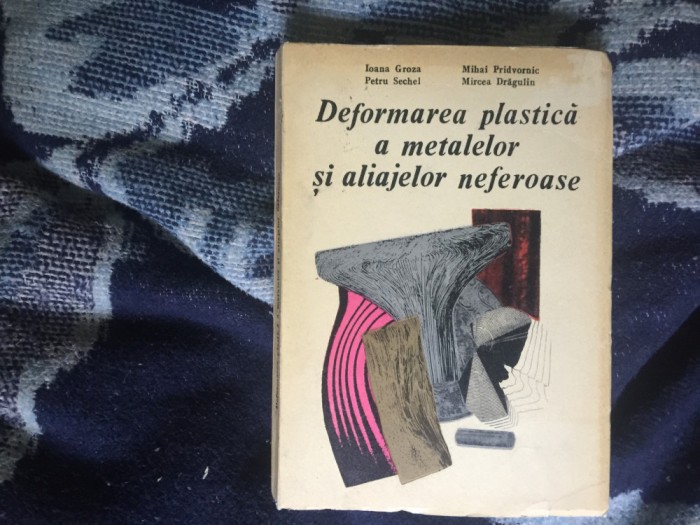 Ioana Groza Mihai Pridvornic
Petru Sechel Mircea Drăgulin
Deformarea plastică
a metalelor
și aliajelor neferoase